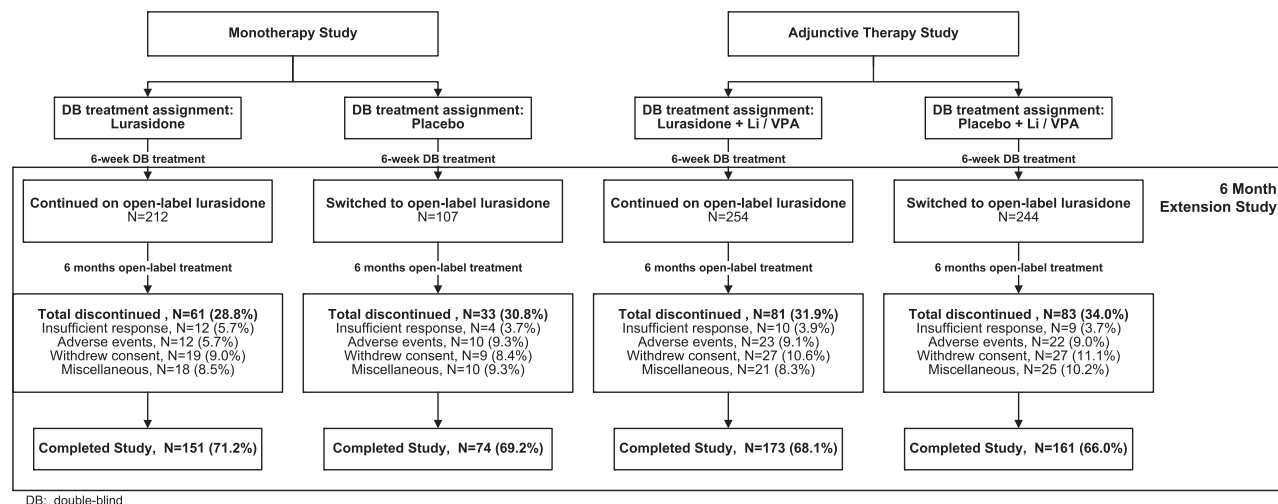 Monotherapy Study
Adjunctive Therapy Study
DB treatment assignment:
Lurasidone
DB treatment assignment:
Placebo
DB treatment assignment:
Lurasidone + Li / VPA
DB treatment assignment:
Placebo + Li / VPA
6-week DB treatment
6-week DB treatment
6-week DB treatment
6-week DB treatment
6 Month
Extension Study
Continued on open-label lurasidone
N=212
Switched to open-label lurasidone
N=107
Continued on open-label lurasidone
N=254
Switched to open-label lurasidone
N=244
6 months open-label treatment
6 months open-label treatment
6 months open-label treatment
6 months open-label treatment
Total discontinued , N=61 (28.8%)
Insufficient response, N=12 (5.7%)
Adverse events, N=12 (5.7%)
Withdrew consent, N=19 (9.0%)
Miscellaneous, N=18 (8.5%)
Total discontinued , N=33 (30.8%)
Insufficient response, N=4 (3.7%)
Adverse events, N=10 (9.3%)
Withdrew consent, N=9 (8.4%)
Miscellaneous, N=10 (9.3%)
Total discontinued , N=81 (31.9%)
Insufficient response, N=10 (3.9%)
Adverse events, N=23 (9.1%)
Withdrew consent, N=27 (10.6%)
Miscellaneous, N=21 (8.3%)
Total discontinued , N=83 (34.0%)
Insufficient response, N=9 (3.7%)
Adverse events, N=22 (9.0%)
Withdrew consent, N=27 (11.1%)
Miscellaneous, N=25 (10.2%)
Completed Study, N=151 (71.2%)
Completed Study, N=74 (69.2%)
Completed Study, N=173 (68.1%)
Completed Study, N=161 (66.0%)
DB: double-blind